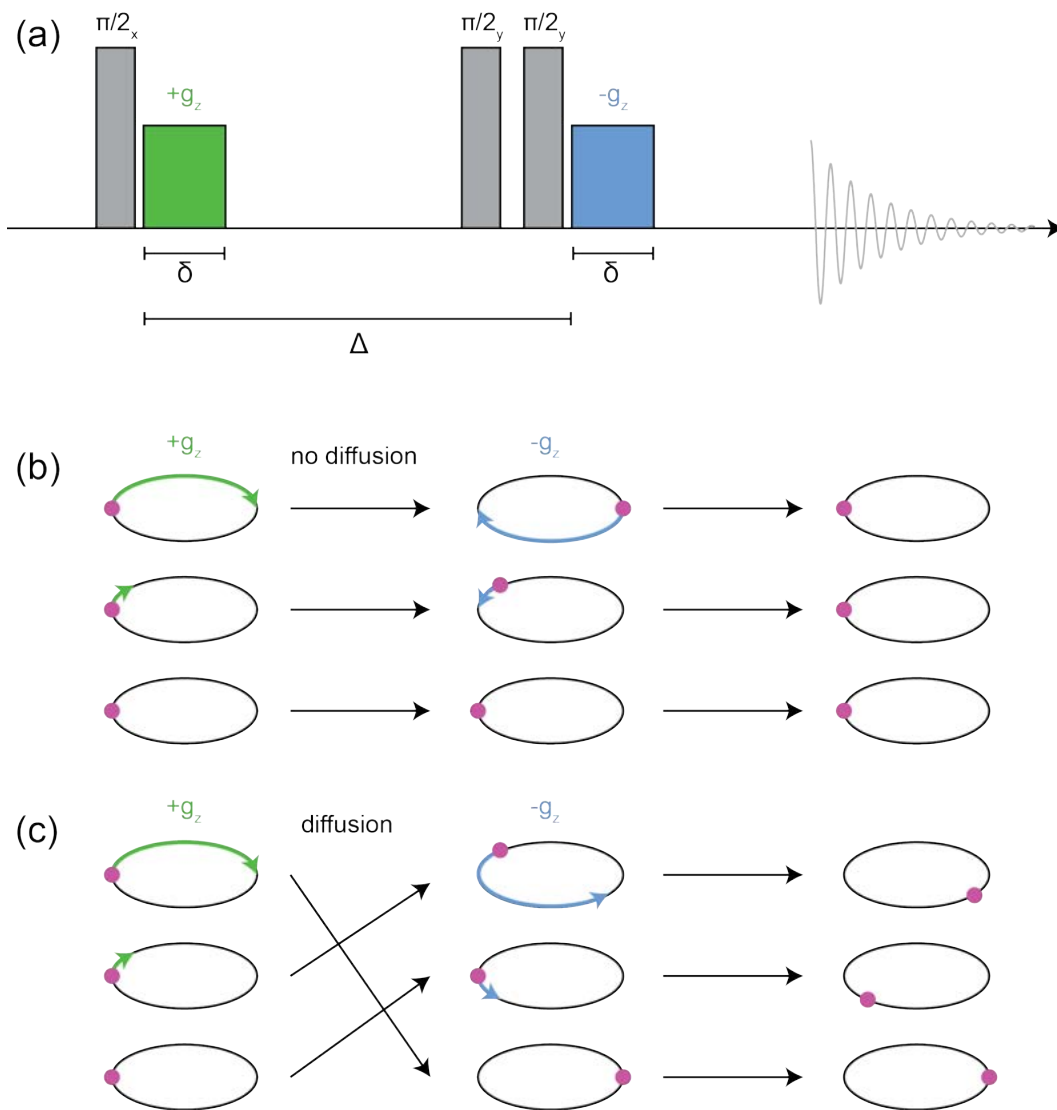 (a)
π/2x π/2y π/2y
+gz -gz
δ δ
Δ
(b)
+gz -gz
no diffusion
(c)
+gz -gz
diffusion